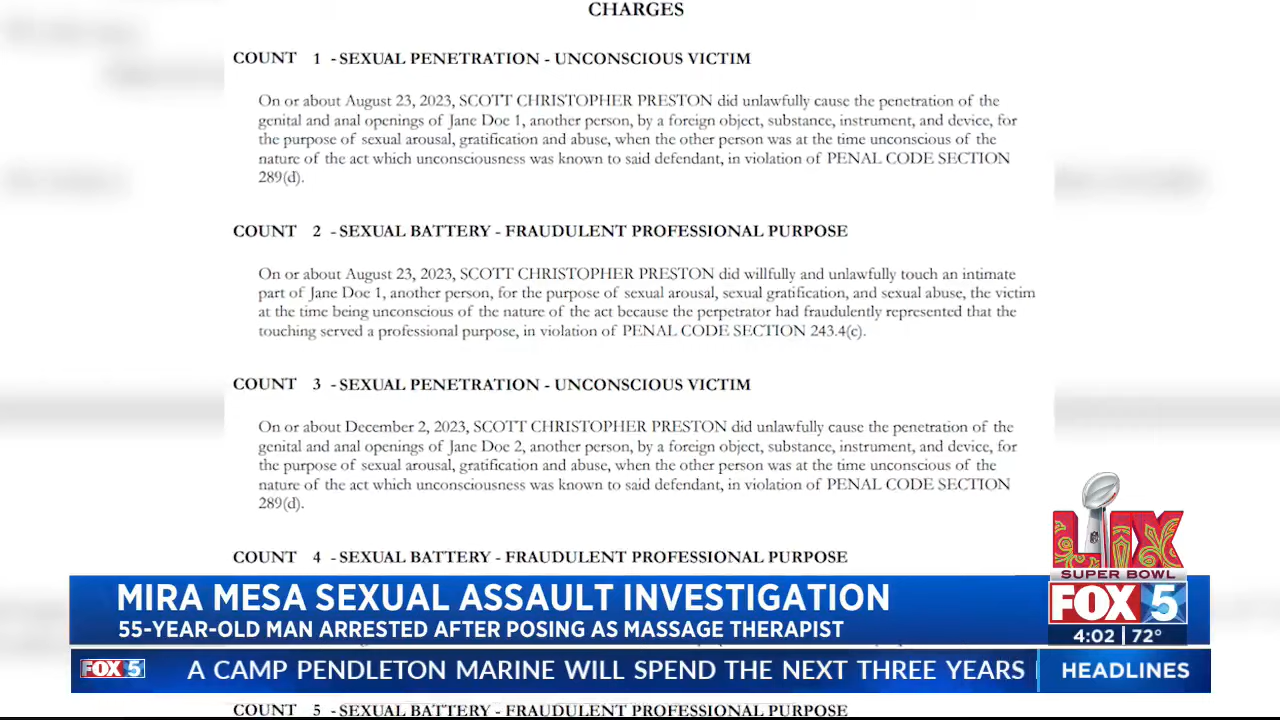 CHARGES
COUNT 1 - SEXUAL PENETRATION - UNCONSCIOUS VICTIM
On or about August 23, 2023, SCOTT CHRISTOPHER PRESTON did unlawfully cause the penetration of the
genital and anal openings of Jane Doe 1, another person, by a foreign object, substance, instrument, and device, for
the purpose of sexual arousal, gratification and abuse, when the other person was at the time unconscious of the
nature of the act which unconsciousness was known to said defendant, in violation of PENAL CODE SECTION
289(d).
COUNT 2 - SEXUAL BATTERY - FRAUDULENT PROFESSIONAL PURPOSE
On or about August 23, 2023, SCOTT CHRISTOPHER PRESTON did willfully and unlawfully touch an intimate
part of Jane Doe 1, another person, for the purpose of sexual arousal, sexual gratification, and sexual abuse, the victim
at the time being unconscious of the nature of the act because the perpetrator had fraudulently represented that the
touching served a professional purpose, in violation of PENAL CODE SECTION 243.4(c).
COUNT 3 - SEXUAL PENETRATION - UNCONSCIOUS VICTIM
On or about December 2, 2023, SCOTT CHRISTOPHER PRESTON did unlawfully cause the penetration of the
genital and anal openings of Jane Doe 2, another person, by a foreign object, substance, instrument, and device, for
the purpose of sexual arousal, gratification and abuse, when the other person was at the time unconscious of the
nature of the act which unconsciousness was known to said defendant, in violation of PENAL CODE SECTION
289(d).
COUNT 4 - SEXUAL BATTERY - FRAUDULENT PROFESSIONAL PURPOSE
LIX
SUPER BOWL
MIRA MESA SEXUAL ASSAULT INVESTIGATION
FOX 5
55-YEAR-OLD MAN ARRESTED AFTER POSING AS MASSAGE THERAPIST
4:02 | 72°
FOX 5 A CAMP PENDLETON MARINE WILL SPEND THE NEXT THREE YEARS
HEADLINES
COUNT 5 - SEXUAL BATTERY - FRAUDULENT PROFESSIONAL PURPOSE